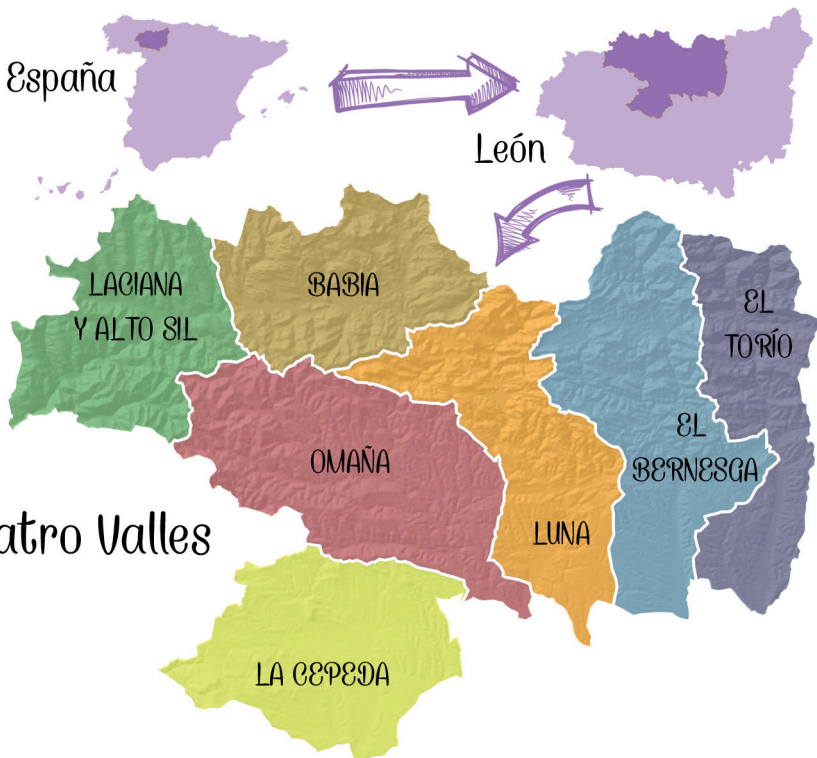 España
León
LACIANA
Y ALTO SIL
BABIA
EL
TORÍO
OMAÑA
EL
BERNESGA
LUNA
atro Valles
LA CEPEDA